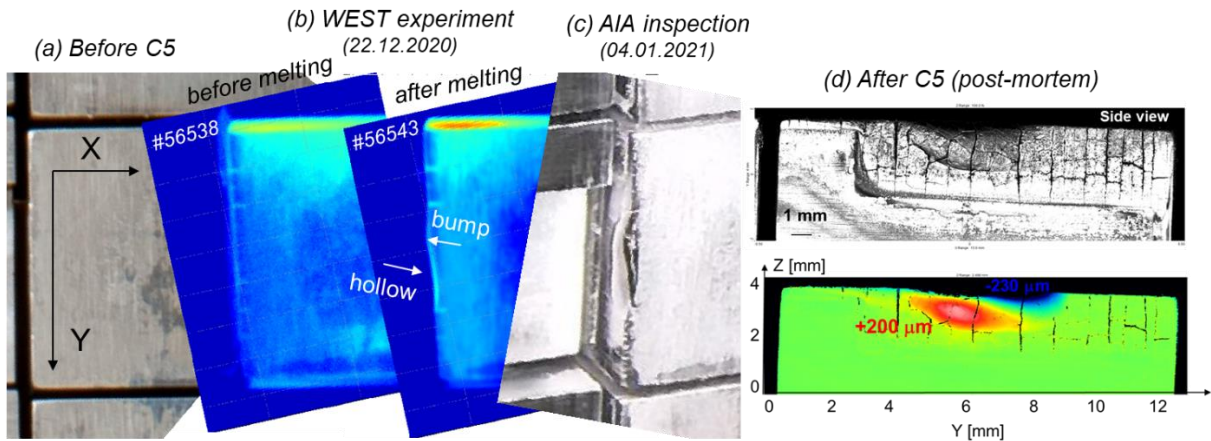 (a) Before C5
X
Y
(b) WEST experiment
(22.12.2020)
before melting
#56538
after melting
#56543
bump
hollow
(c) AIA inspection
(04.01.2021)
(d) After C5 (post-mortem)
Side view
1 mm
Z [mm]
4
2
0
-230 µm
+200 µm
0 2 4 6 8 10 12
Y [mm]